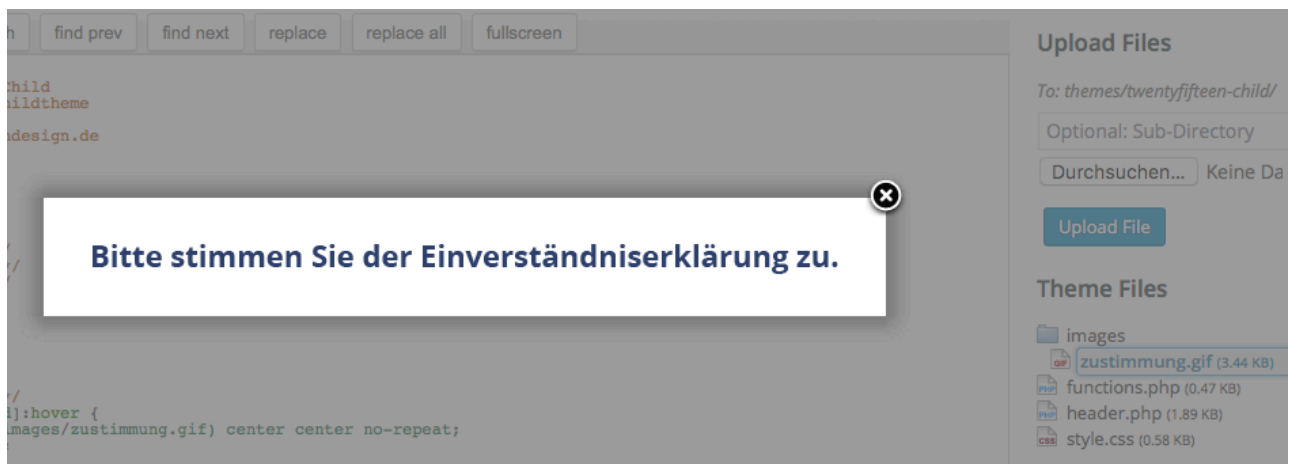 find prev find next replace replace all fullscreen
Upload Files
To: themes/twentyfifteen-child/
Optional: Sub-Directory
Durchsuchen... Keine Da
Upload File
Theme Files
images
zustimmung.gif (3.44 KB)
functions.php (0.47 KB)
header.php (1.89 KB)
style.css (0.58 KB)
Child
hildtheme
ndesign.de
Bitte stimmen Sie der Einverständniserklärung zu.
*/
]:hover {
images/zustimmung.gif) center center no-repeat;